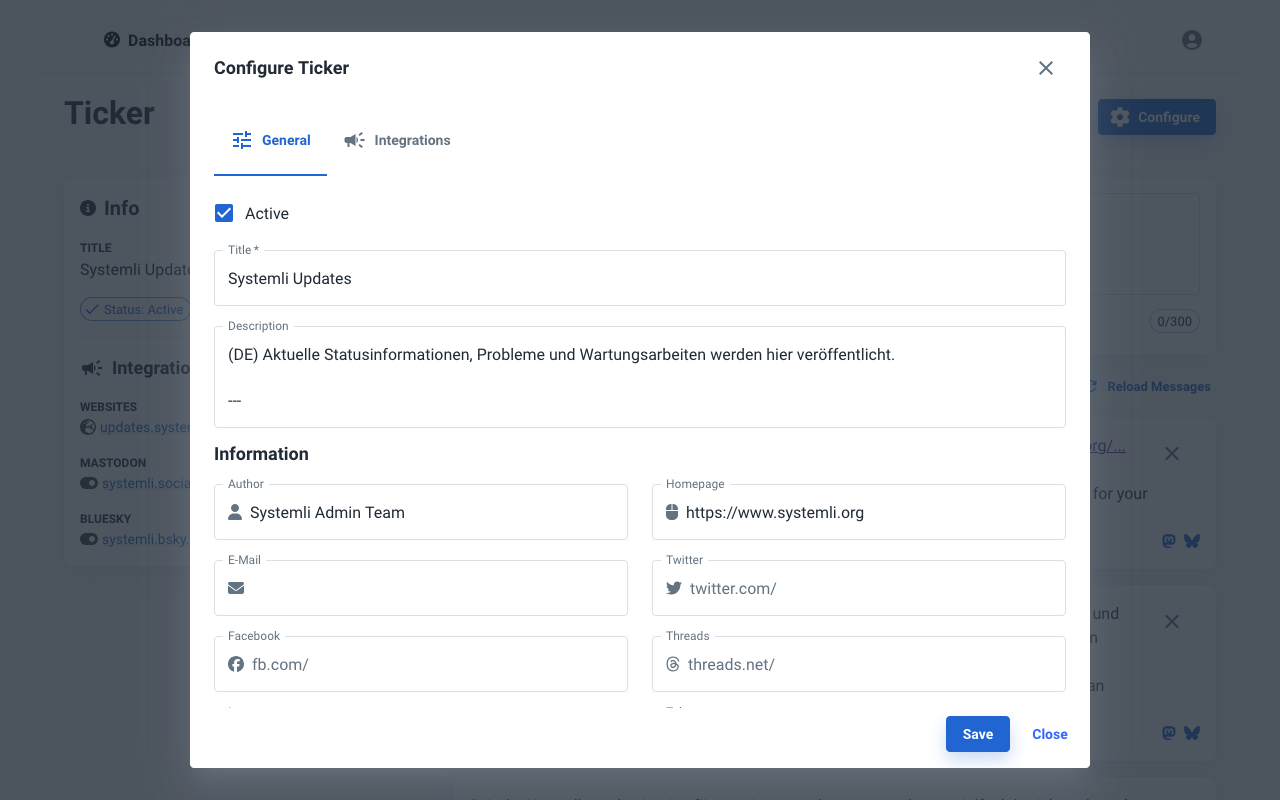 Dashboa
Ticker
Configure
Info
TITLE
Systemli Update
Status: Active
Integratio
WEBSITES
updates.system
MASTODON
systemli.socia
BLUESKY
systemli.bsky.
0/300
Reload Messages
org/...
for your
und
an
Configure Ticker
General
Integrations
Active
Title *
Systemli Updates
Description
(DE) Aktuelle Statusinformationen, Probleme und Wartungsarbeiten werden hier veröffentlicht.
---
Information
Author
Systemli Admin Team
Homepage
https://www.systemli.org
E-Mail
Twitter
twitter.com/
Facebook
fb.com/
Threads
threads.net/
Save
Close